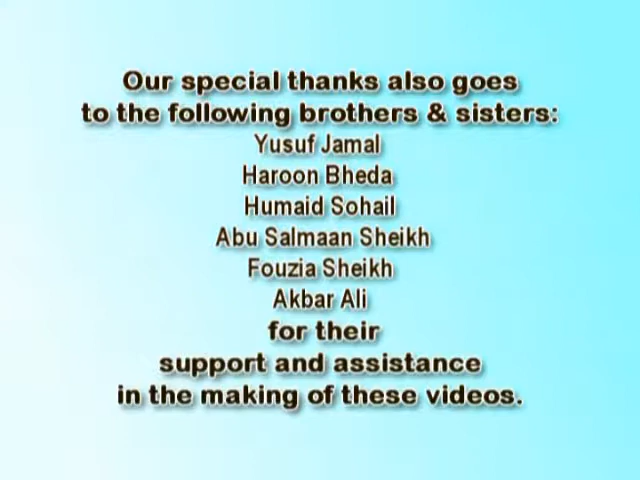 Our special thanks also goes
to the following brothers & sisters:
Yusuf Jamal
Haroon Bheda
Humaid Sohail
Abu Salmaan Sheikh
Fouzia Sheikh
Akbar Ali
for their
support and assistance
in the making of these videos.